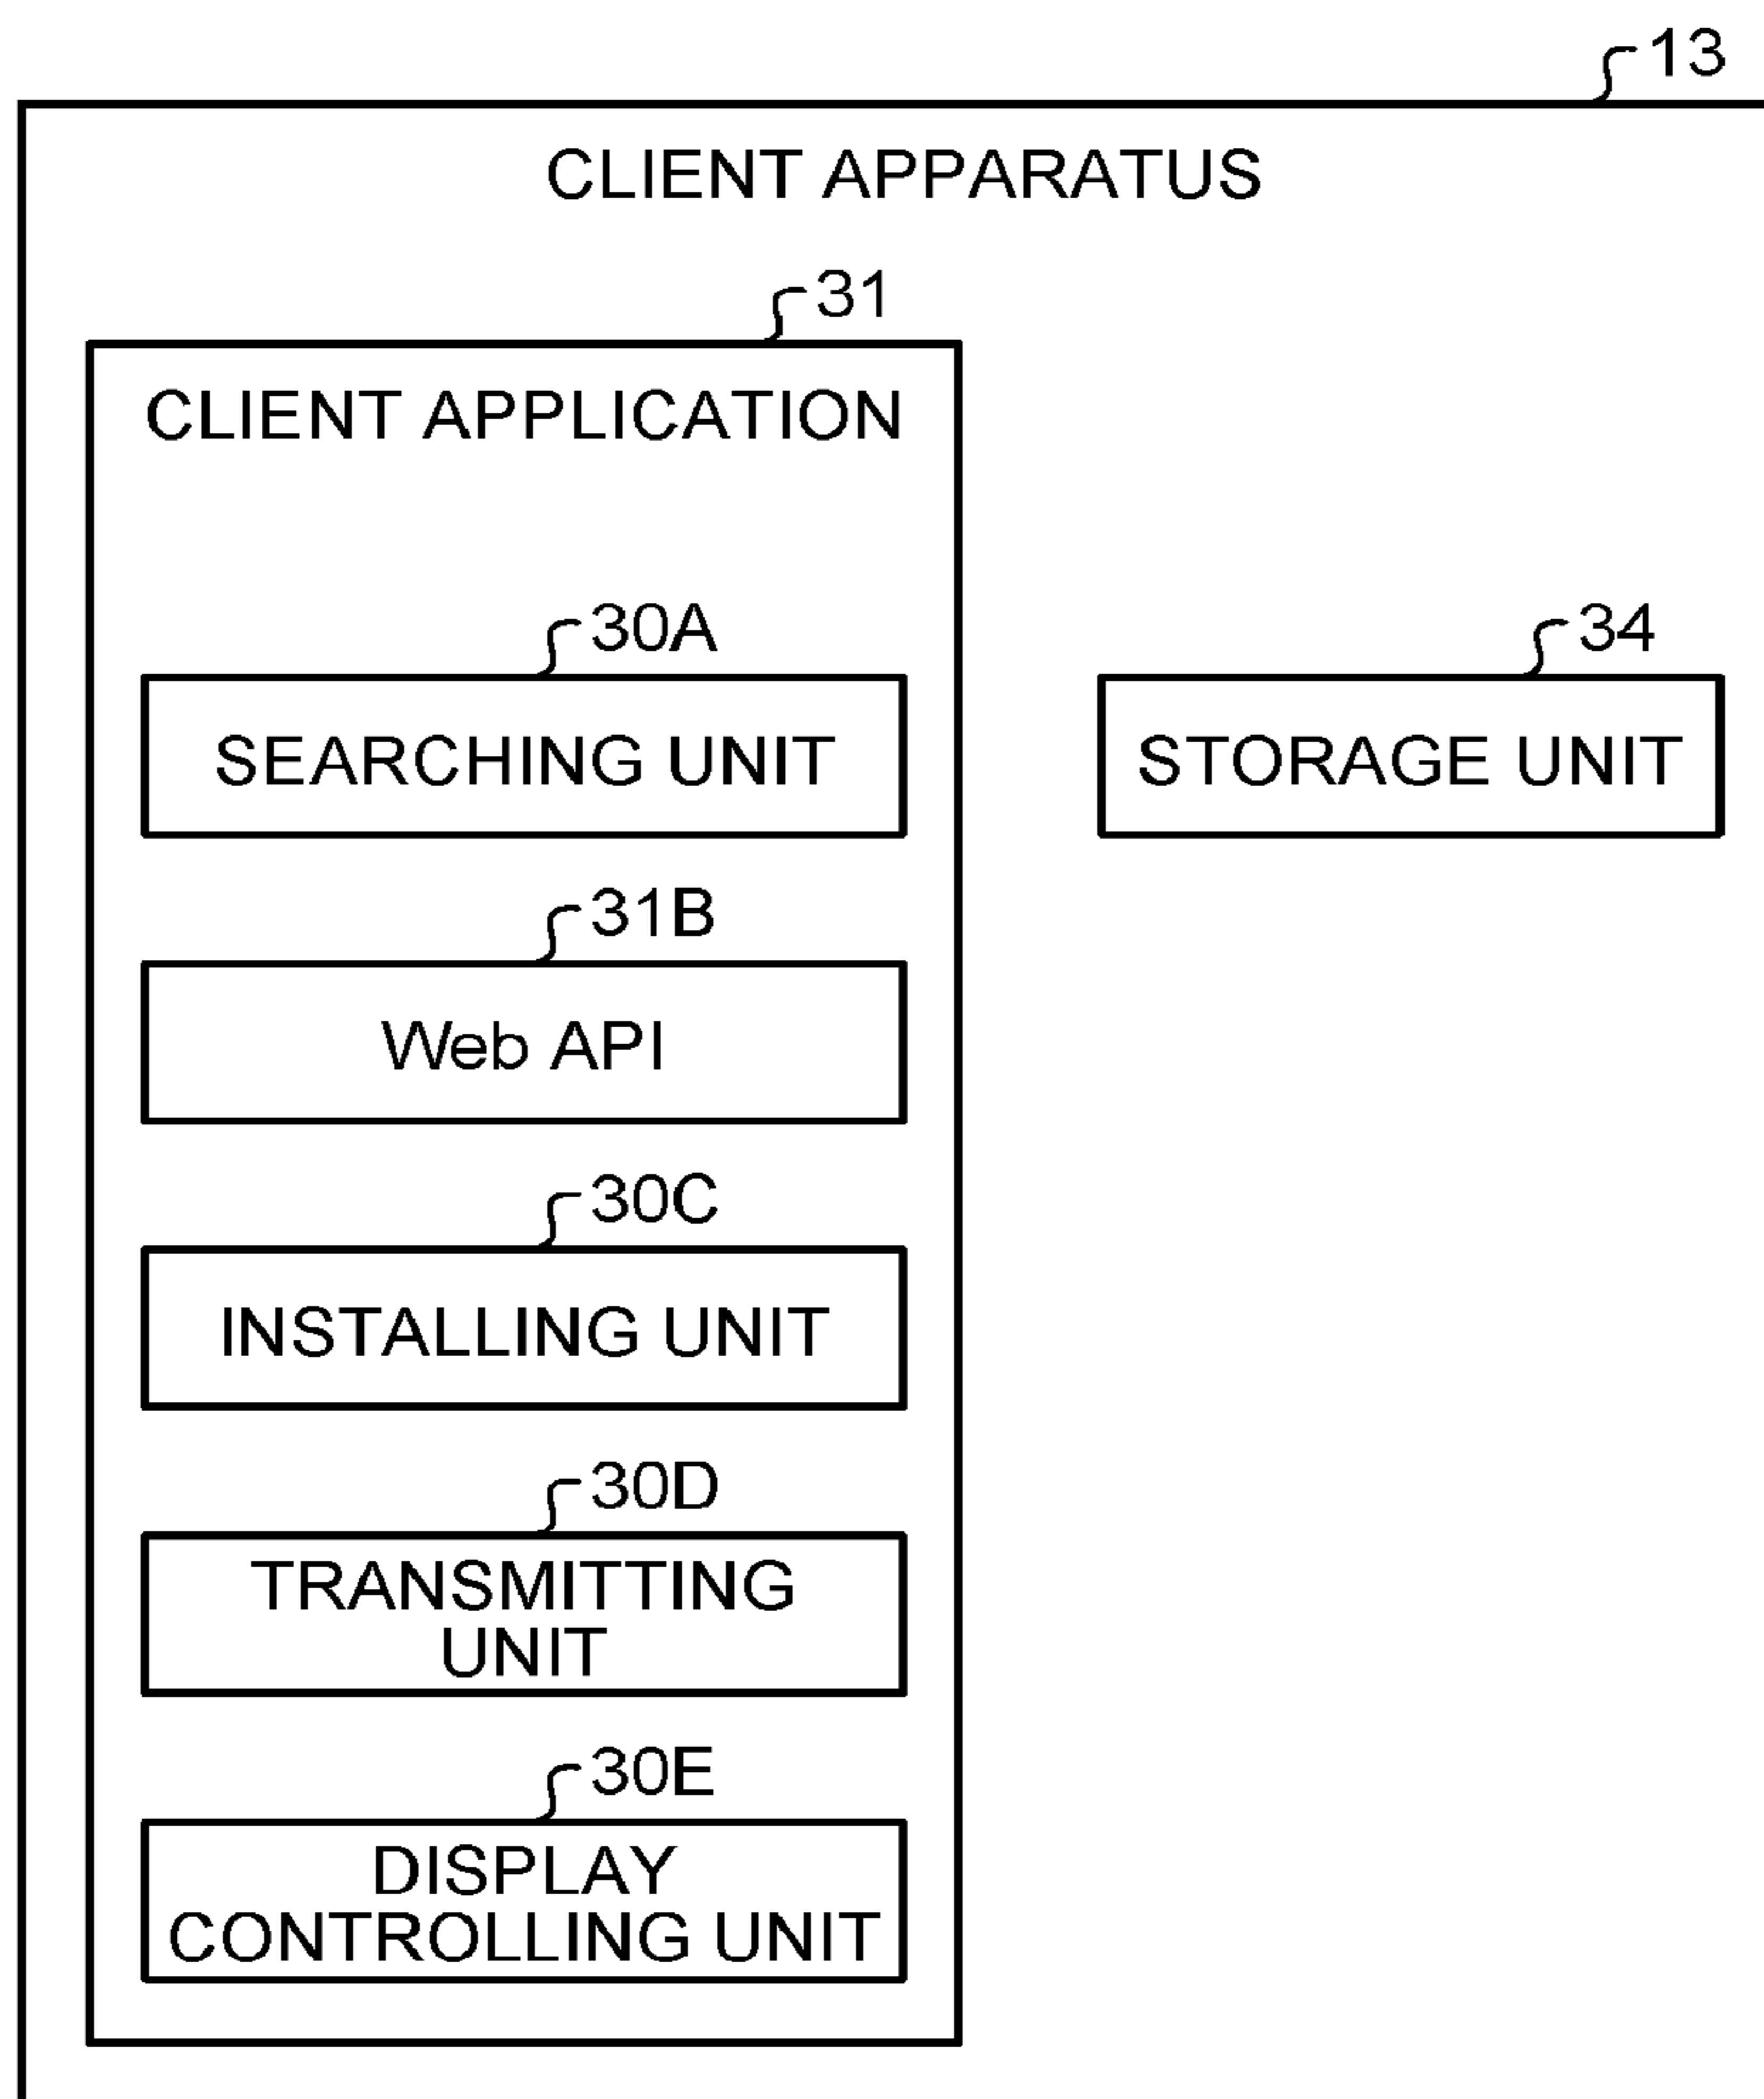 13
CLIENT APPARATUS
31
CLIENT APPLICATION
30A
SEARCHING UNIT
34
STORAGE UNIT
31B
Web API
30C
INSTALLING UNIT
30D
TRANSMITTING
UNIT
30E
DISPLAY
CONTROLLING UNIT